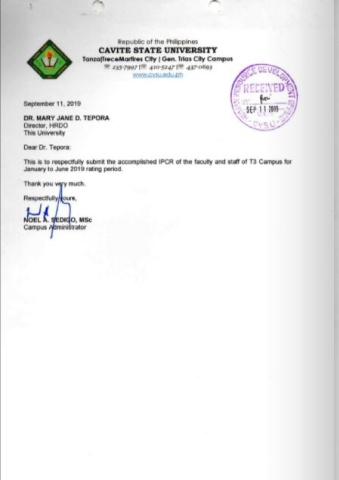 Republic of the Philippines
CAVITE STATE UNIVERSITY
Tanza|TreceMartires City | Gen. Trias City Campus
☏ 235-7997 |☏ 410-5247 |☏ 437-0693
www.cvsu.edu.ph
RECEIVED
SEP 11 2019
September 11, 2019
DR. MARY JANE D. TEPORA
Director, HRDO
This University
Dear Dr. Tepora:
This is to respectfully submit the accomplished IPCR of the faculty and staff of T3 Campus for
January to June 2019 rating period.
Thank you very much.
Respectfully yours,
NOEL A. SEDIGO, MSc
Campus Administrator